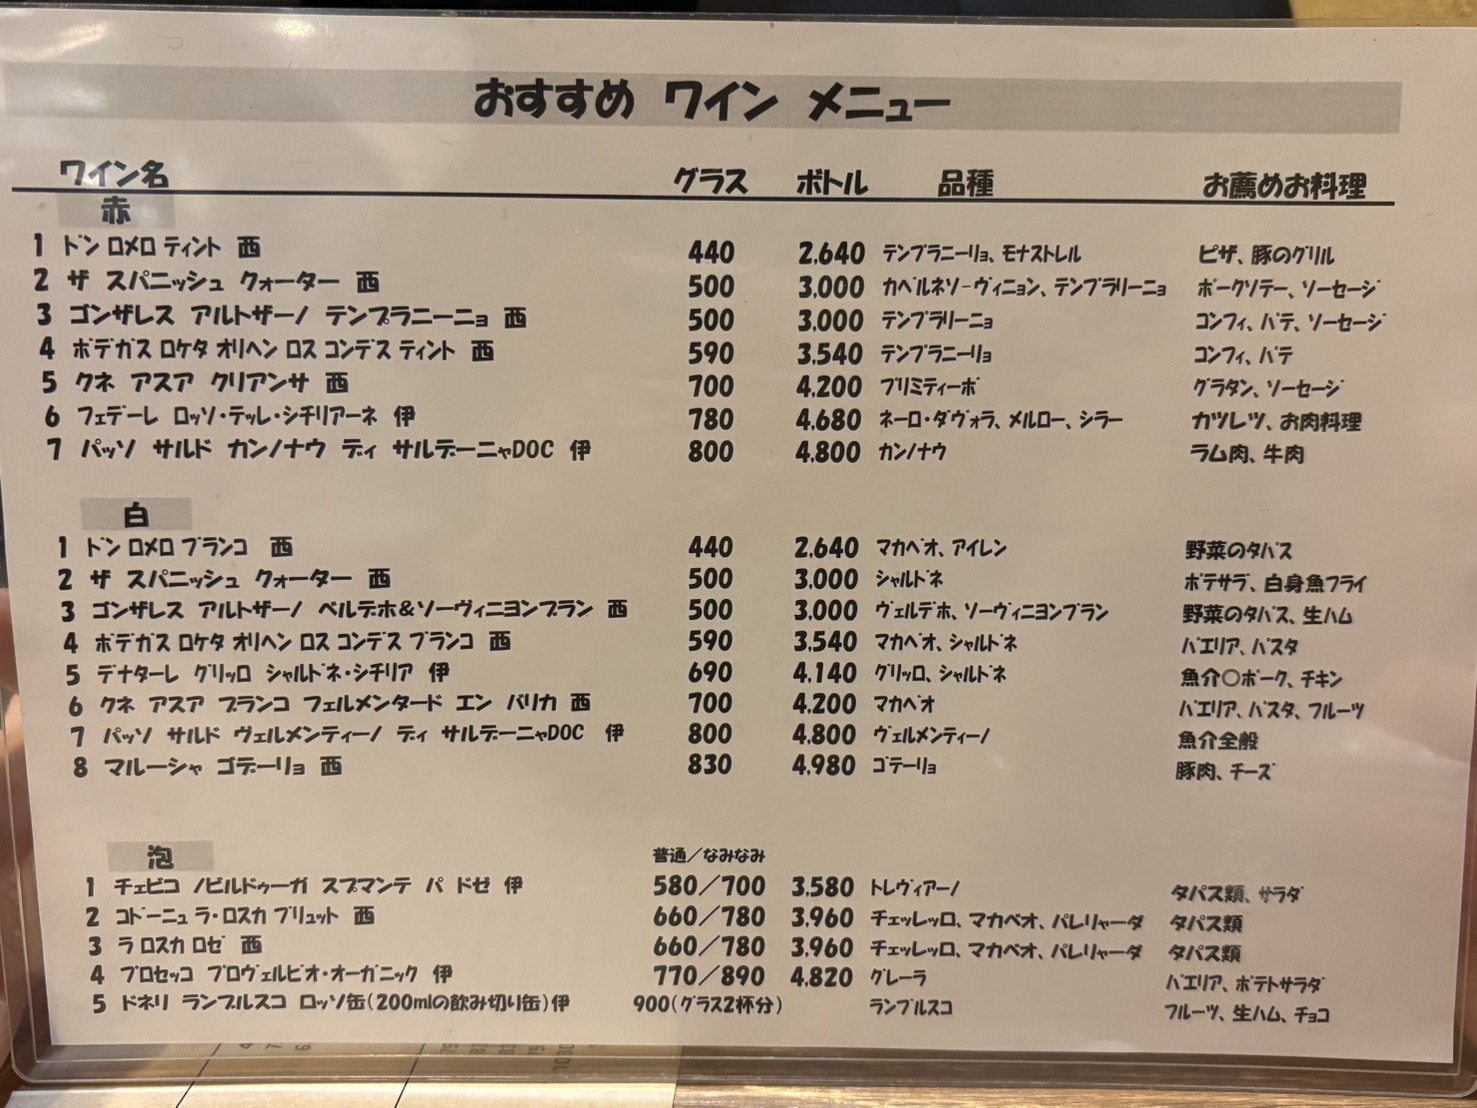 おすすめ ワイン メニュー
ワイン名 グラス ボトル 品種 お薦めお料理
赤
1 ドン ロメロ ティント 西 440 2,640 テンプラニーリョ、モナストレル ピザ、豚のグリル
2 ザ スパニッシュ クォーター 西 500 3,000 カベルネソーヴィニョン、テンプラリーニョ ポークソテー、ソーセージ
3 ゴンザレス アルトザーノ テンプラニーニョ 西 500 3,000 テンプラリーニョ コンフィ、パテ、ソーセージ
4 ボデガス ロケタ オリヘン ロス コンデス ティント 西 590 3,540 テンプラニーリョ コンフィ、パテ
5 クネ アスア クリアンサ 西 700 4,200 プリミティーボ グラタン、ソーセージ
6 フェデーレ ロッソ・テッレ・シチリアーネ 伊 780 4,680 ネーロ・ダヴォラ、メルロー、シラー カツレツ、お肉料理
7 パッソ サルド カンノナウ ディ サルデーニャDOC 伊 800 4,800 カンノナウ ラム肉、牛肉
白
1 ドン ロメロ ブランコ 西 440 2,640 マカベオ、アイレン 野菜のタパス
2 ザ スパニッシュ クォーター 西 500 3,000 シャルドネ ポテサラ、白身魚フライ
3 ゴンザレス アルトザーノ ベルデホ&ソーヴィニヨンブラン 西 500 3,000 ヴェルデホ、ソーヴィニヨンブラン 野菜のタパス、生ハム
4 ボデガス ロケタ オリヘン ロス コンデス ブランコ 西 590 3,540 マカベオ、シャルドネ パエリア、パスタ
5 デナターレ グリッロ シャルドネ・シチリア 伊 690 4,140 グリッロ、シャルドネ 魚介○ポーク、チキン
6 クネ アスア ブランコ フェルメンタード エン バリカ 西 700 4,200 マカベオ パエリア、パスタ、フルーツ
7 パッソ サルド ヴェルメンティーノ ディ サルデーニャDOC 伊 800 4,800 ヴェルメンティーノ 魚介全般
8 マルーシャ ゴデーリョ 西 830 4,980 ゴテーリョ 豚肉、チーズ
泡 普通/なみなみ
1 チェビコ ノビルドゥーガ スプマンテ パ ドゼ 伊 580/700 3,580 トレヴィアーノ タパス類、サラダ
2 コドーニュ ラ・ロスカ ブリュット 西 660/780 3,960 チェッレッロ、マカベオ、パレリャーダ タパス類
3 ラ ロスカ ロゼ 西 660/780 3,960 チェッレッロ、マカベオ、パレリャーダ タパス類
4 プロセッコ プロヴェルビオ・オーガニック 伊 770/890 4,820 グレーラ パエリア、ポテトサラダ
5 ドネリ ランブルスコ ロッソ缶(200mlの飲み切り缶)伊 900(グラス2杯分) ランブルスコ フルーツ、生ハム、チョコ